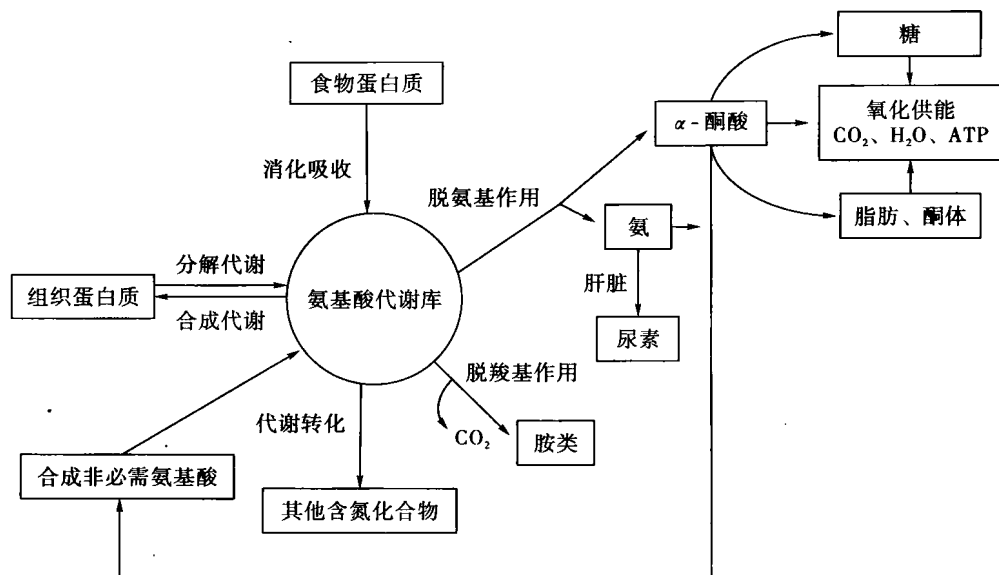 糖
食物蛋白质
α-酮酸
氧化供能
CO₂、H₂O、ATP
消化吸收
脱氨基作用
氨
脂肪、酮体
分解代谢
组织蛋白质
合成代谢
氨基酸代谢库
肝脏
尿素
脱羧基作用
代谢转化
CO₂
胺类
合成非必需氨基酸
其他含氮化合物